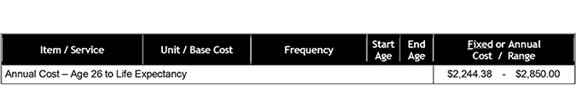 Item / Service Unit / Base Cost Frequency Start Age End Age Fixed or Annual Cost / Range
Annual Cost – Age 26 to Life Expectancy $2,244.38 - $2,850.00